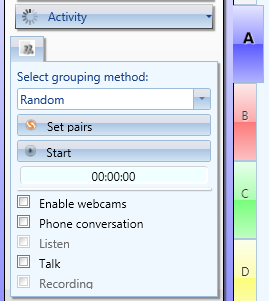 Activity
Select grouping method:
Random
Set pairs
Start
00:00:00
Enable webcams
Phone conversation
Listen
Talk
Recording
A
B
C
D